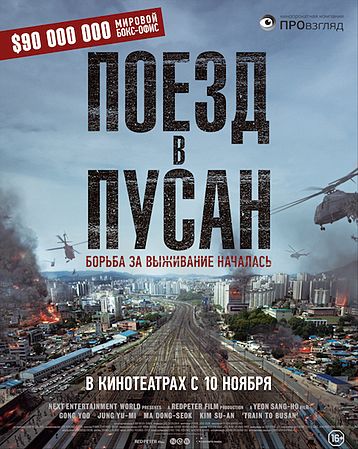 $90 000 000 МИРОВОЙ
БОКС-ОФИС
кинопрокатная компания
ПРОВЗГЛЯД
ПОЕЗД
В
ПУСАН
БОРЬБА ЗА ВЫЖИВАНИЕ НАЧАЛАСЬ
В КИНОТЕАТРАХ С 10 НОЯБРЯ
NEXT ENTERTAINMENT WORLD PRESENTS A REDPETER FILM PRODUCTION A YEON SANG-HO FILM
GONG YOO JUNG YU-MI MA DONG-SEOK KIM SU-AN 'TRAIN TO BUSAN'
REDPETER FILM
16+